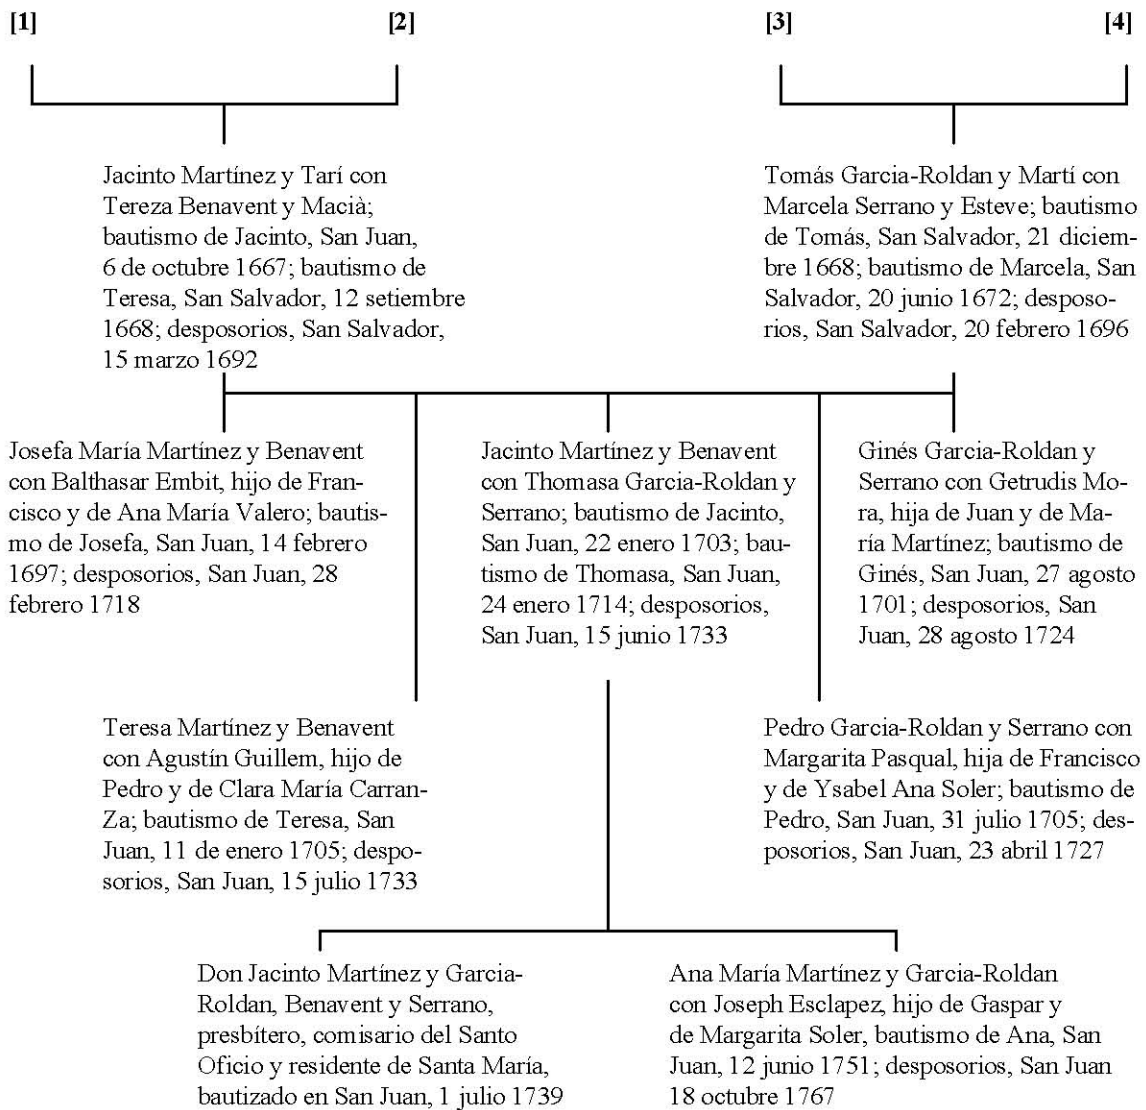 [1]
[2]
[3]
[4]
Jacinto Martínez y Tarí con
Tereza Benavent y Macià;
bautismo de Jacinto, San Juan,
6 de octubre 1667; bautismo de
Teresa, San Salvador, 12 setiembre
1668; desposorios, San Salvador,
15 marzo 1692
Tomás Garcia-Roldan y Martí con
Marcela Serrano y Esteve; bautismo
de Tomás, San Salvador, 21 diciem-
bre 1668; bautismo de Marcela, San
Salvador, 20 junio 1672; desposo-
rios, San Salvador, 20 febrero 1696
Josefa María Martínez y Benavent
con Balthasar Embit, hijo de Fran-
cisco y de Ana María Valero; bautis-
mo de Josefa, San Juan, 14 febrero
1697; desposorios, San Juan, 28
febrero 1718
Jacinto Martínez y Benavent
con Thomasa Garcia-Roldan y
Serrano; bautismo de Jacinto,
San Juan, 22 enero 1703; bau-
tismo de Thomasa, San Juan,
24 enero 1714; desposorios,
San Juan, 15 junio 1733
Ginés Garcia-Roldan y
Serrano con Getrudis Mo-
ra, hija de Juan y de Ma-
ría Martínez; bautismo de
Ginés, San Juan, 27 agosto
1701; desposorios, San
Juan, 28 agosto 1724
Teresa Martínez y Benavent
con Agustín Guillem, hijo de
Pedro y de Clara María Carran-
Za; bautismo de Teresa, San
Juan, 11 de enero 1705; despo-
sorios, San Juan, 15 julio 1733
Pedro Garcia-Roldan y Serrano con
Margarita Pasqual, hija de Francisco
y de Ysabel Ana Soler; bautismo de
Pedro, San Juan, 31 julio 1705; des-
posorios, San Juan, 23 abril 1727
Don Jacinto Martínez y Garcia-
Roldan, Benavent y Serrano,
presbítero, comisario del Santo
Oficio y residente de Santa María,
bautizado en San Juan, 1 julio 1739
Ana María Martínez y Garcia-Roldan
con Joseph Esclapez, hijo de Gaspar y
de Margarita Soler, bautismo de Ana, San
Juan, 12 junio 1751; desposorios, San Juan
18 octubre 1767